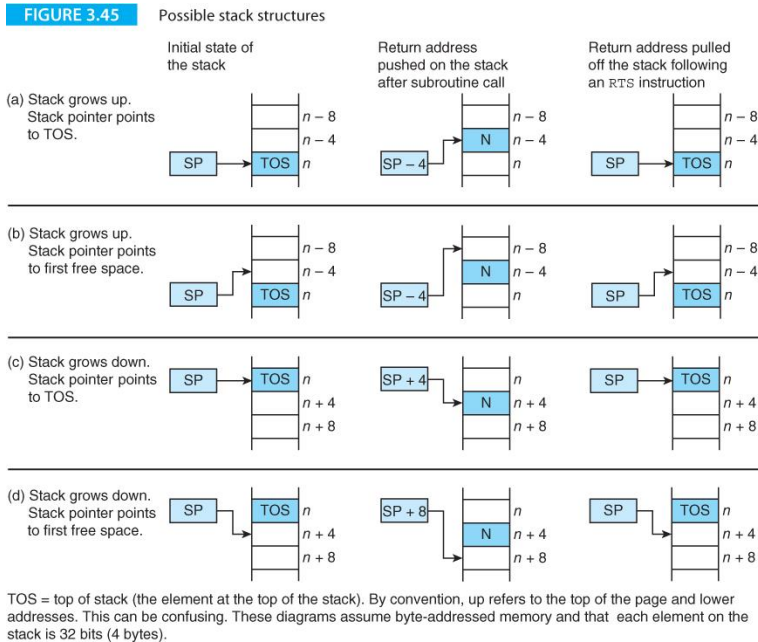 FIGURE 3.45 Possible stack structures
Initial state of
the stack
Return address
pushed on the stack
after subroutine call
Return address pulled
off the stack following
an RTS instruction
(a) Stack grows up.
Stack pointer points
to TOS.
SP
TOS
n – 8
n – 4
n
SP – 4
N
n – 8
n – 4
n
SP
TOS
n – 8
n – 4
n
(b) Stack grows up.
Stack pointer points
to first free space.
SP
TOS
n – 8
n – 4
n
SP – 4
N
n – 8
n – 4
n
SP
TOS
n – 8
n – 4
n
(c) Stack grows down.
Stack pointer points
to TOS.
SP
TOS
n
n + 4
n + 8
SP + 4
N
n
n + 4
n + 8
SP
TOS
n
n + 4
n + 8
(d) Stack grows down.
Stack pointer points
to first free space.
SP
TOS
n
n + 4
n + 8
SP + 8
N
n
n + 4
n + 8
SP
TOS
n
n + 4
n + 8
TOS = top of stack (the element at the top of the stack). By convention, up refers to the top of the page and lower
addresses. This can be confusing. These diagrams assume byte-addressed memory and that each element on the
stack is 32 bits (4 bytes).